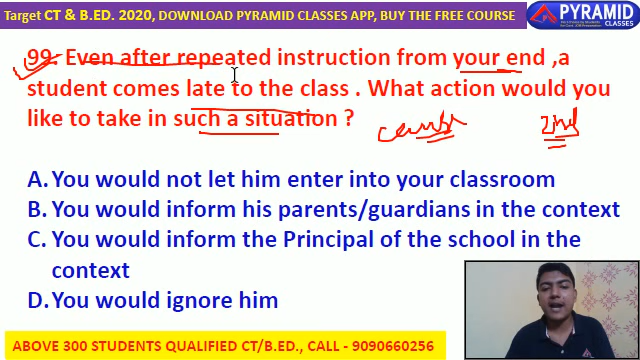 Target CT & B.ED. 2020, DOWNLOAD PYRAMID CLASSES APP, BUY THE FREE COURSE
PYRAMID
CLASSES
99. Even after repeated instruction from your end ,a
student comes late to the class . What action would you
like to take in such a situation ?
2nd
A. You would not let him enter into your classroom
B. You would inform his parents/guardians in the context
C. You would inform the Principal of the school in the
context
D. You would ignore him
ABOVE 300 STUDENTS QUALIFIED CT/B.ED., CALL - 9090660256